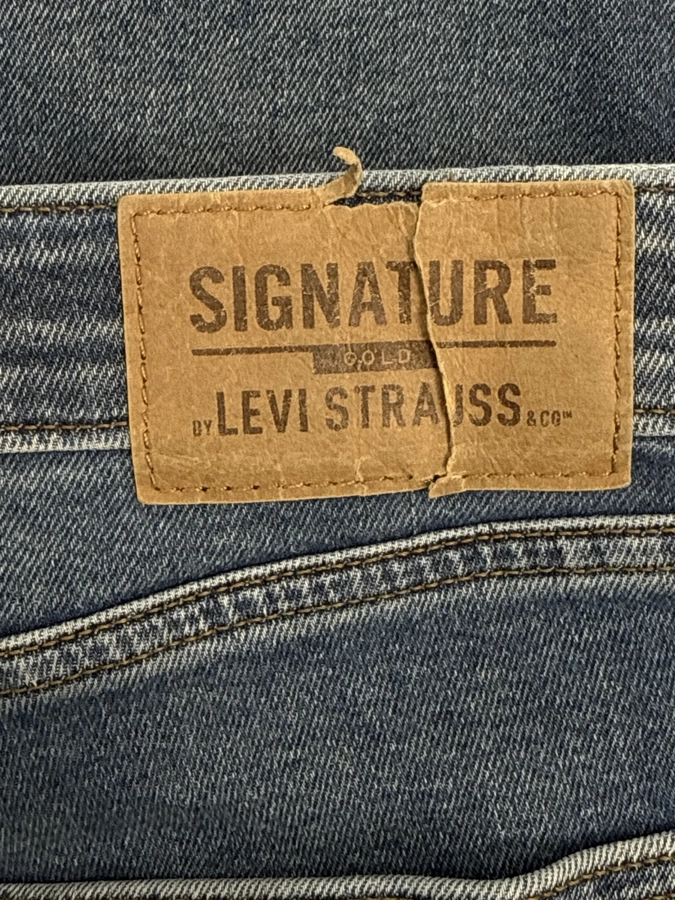 SIGNATURE
GOLD
BY LEVI STRAUSS & CO™